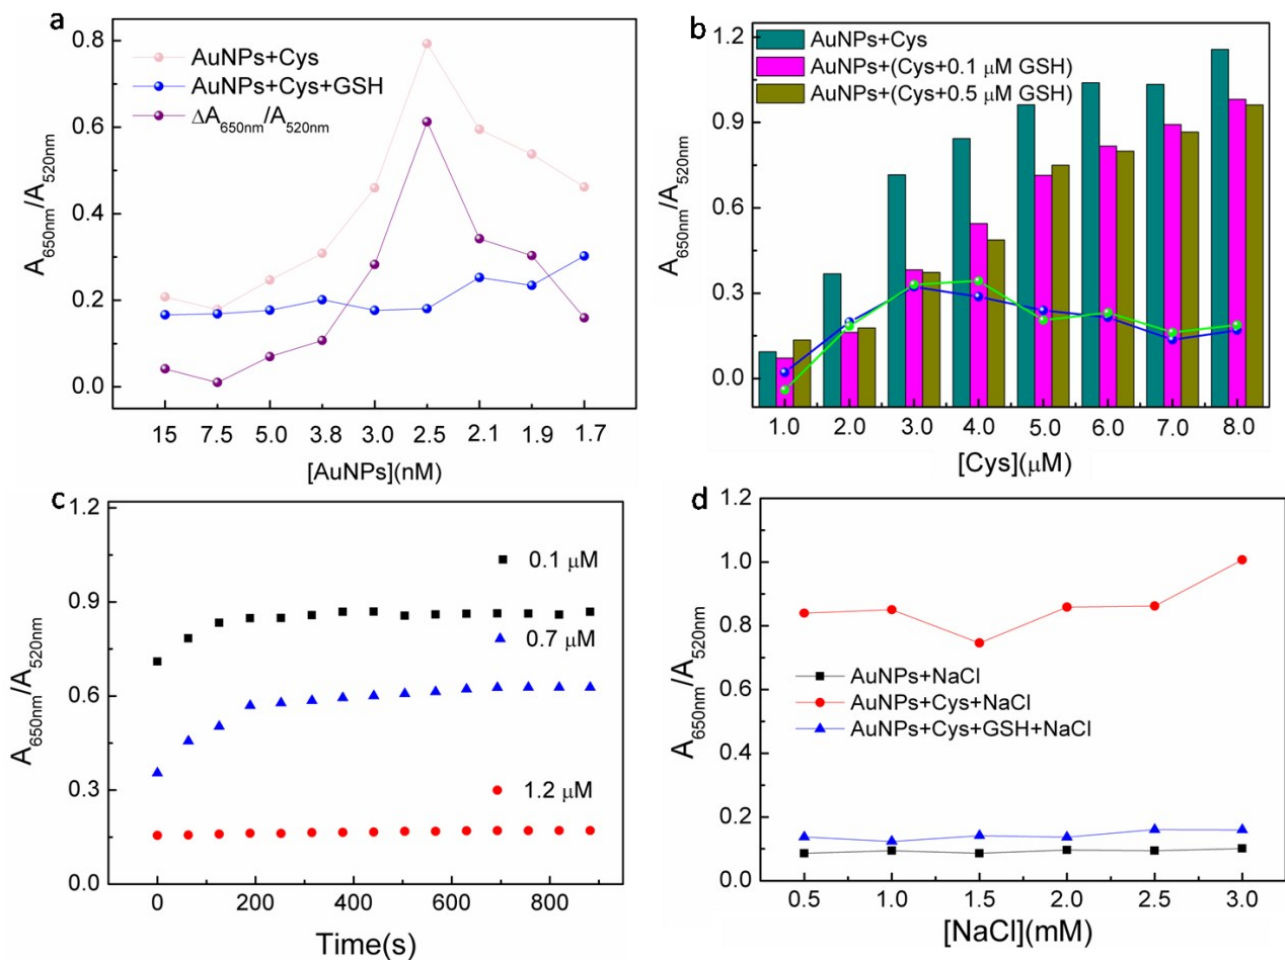 a
AuNPs+Cys
AuNPs+Cys+GSH
ΔA650nm/A520nm
A650nm/A520nm
0.8
0.6
0.4
0.2
0.0
15 7.5 5.0 3.8 3.0 2.5 2.1 1.9 1.7
[AuNPs](nM)
b
AuNPs+Cys
AuNPs+(Cys+0.1 μM GSH)
AuNPs+(Cys+0.5 μM GSH)
A650nm/A520nm
1.2
0.9
0.6
0.3
0.0
1.0 2.0 3.0 4.0 5.0 6.0 7.0 8.0
[Cys](μM)
c
0.1 μM
0.7 μM
1.2 μM
A650nm/A520nm
1.2
0.9
0.6
0.3
0.0
0 200 400 600 800
Time(s)
d
AuNPs+NaCl
AuNPs+Cys+NaCl
AuNPs+Cys+GSH+NaCl
A650nm/A520nm
1.2
1.0
0.8
0.6
0.4
0.2
0.0
0.5 1.0 1.5 2.0 2.5 3.0
[NaCl](mM)